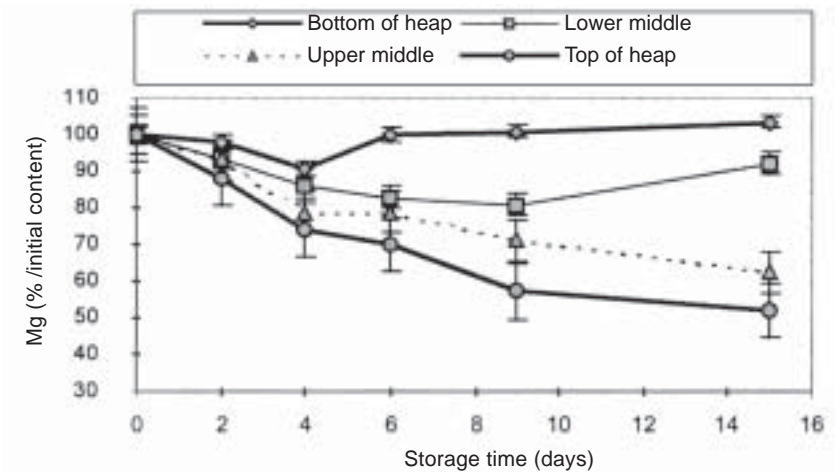 Bottom of heap Lower middle
Upper middle Top of heap
110
100
90
80
70
60
50
40
30
Mg (% /initial content)
0 2 4 6 8 10 12 14 16
Storage time (days)